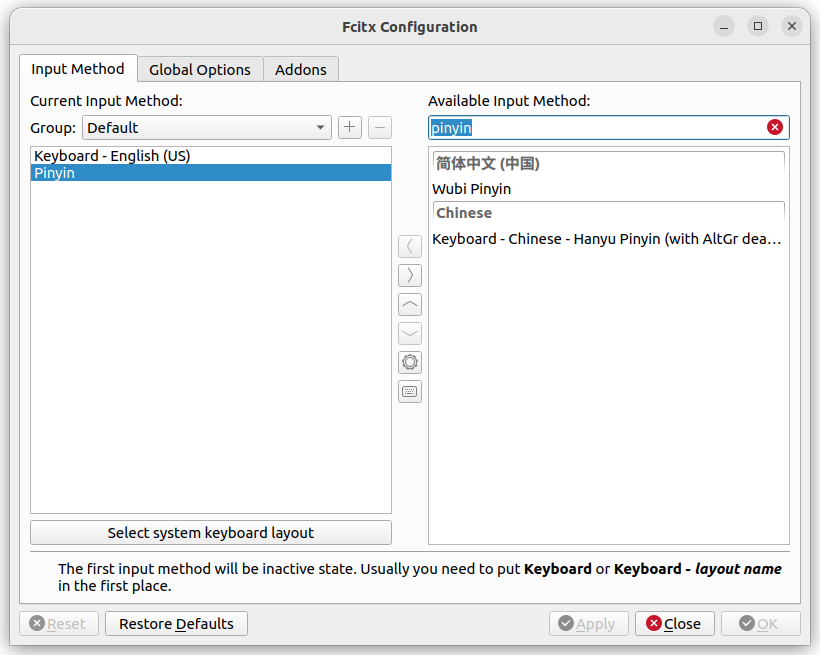 Fcitx Configuration
Input Method
Global Options
Addons
Current Input Method:
Available Input Method:
Group:
Default
pinyin
Keyboard - English (US)
Pinyin
简体中文 (中国)
Wubi Pinyin
Chinese
Keyboard - Chinese - Hanyu Pinyin (with AltGr dea...
Select system keyboard layout
The first input method will be inactive state. Usually you need to put Keyboard or Keyboard - layout name
in the first place.
Reset
Restore Defaults
Apply
Close
OK